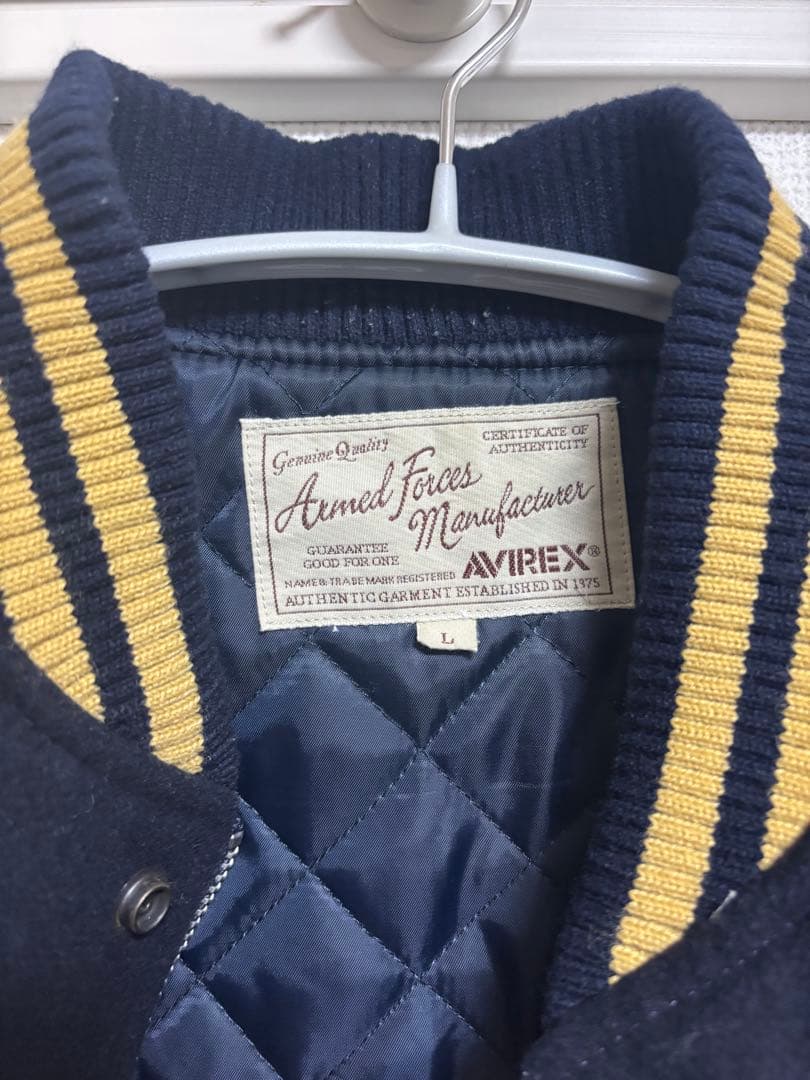 Genuine Quality
CERTIFICATE OF
AUTHENTICITY
Armed Forces
Manufacturer
GUARANTEE
GOOD FOR ONE
NAME & TRADE MARK REGISTERED
AVIREX®
AUTHENTIC GARMENT ESTABLISHED IN 1975
L